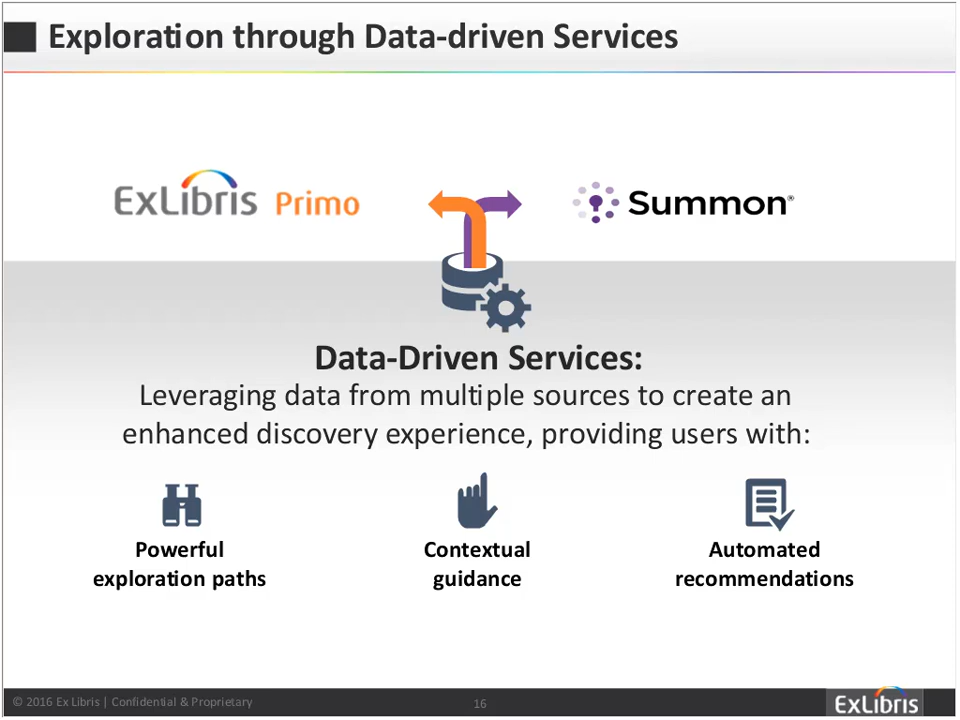 Exploration through Data-driven Services
ExLibris Primo
Summon®
Data-Driven Services:
Leveraging data from multiple sources to create an
enhanced discovery experience, providing users with:
Powerful
exploration paths
Contextual
guidance
Automated
recommendations
© 2016 Ex Libris | Confidential & Proprietary
16
ExLibris